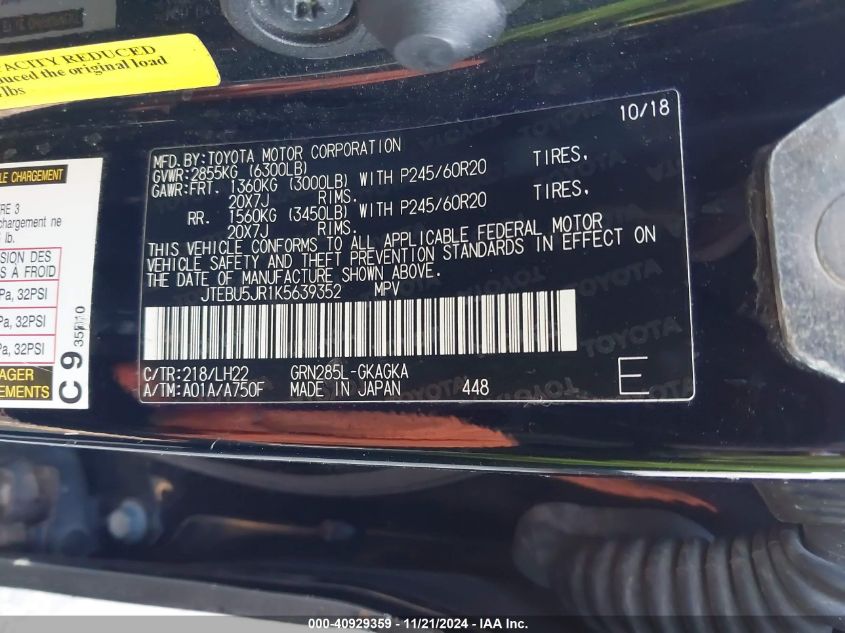 ACITY REDUCED
duced the original load
lbs
LE CHARGEMENT
RE 3
chargement ne
lb.
SION DES
S À FROID
Pa, 32PSI
Pa, 32PSI
Pa, 32PSI
AGER
EMENTS
C 9
10/18
MFD.BY:TOYOTA MOTOR CORPORATION
GVWR:2855KG (6300LB)
GAWR:FRT. 1360KG (3000LB) WITH P245/60R20 TIRES,
20X7J RIMS.
RR. 1560KG (3450LB) WITH P245/60R20 TIRES,
20X7J RIMS.
THIS VEHICLE CONFORMS TO ALL APPLICABLE FEDERAL MOTOR
VEHICLE SAFETY AND THEFT PREVENTION STANDARDS IN EFFECT ON
THE DATE OF MANUFACTURE SHOWN ABOVE.
JTEBU5JR1K5639352 MPV
C/TR:218/LH22 GRN285L-GKAGKA
A/TM:A01A/A750F MADE IN JAPAN 448
E
000-40929359 - 11/21/2024 - IAA Inc.